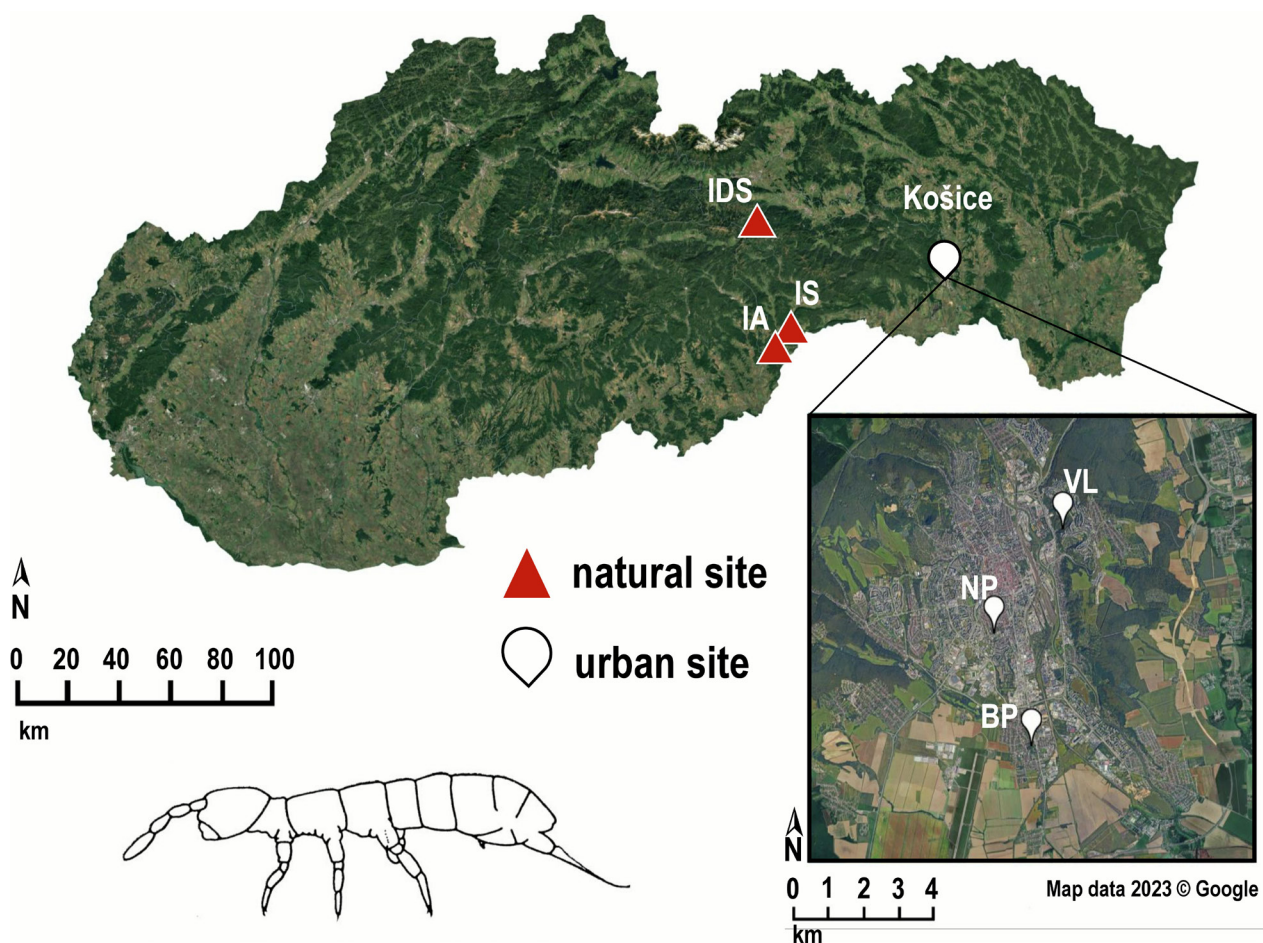 IDS
Košice
IS
IA
VL
natural site
N
NP
0 20 40 60 80 100
urban site
km
BP
N
0 1 2 3 4
Map data 2023 © Google
km